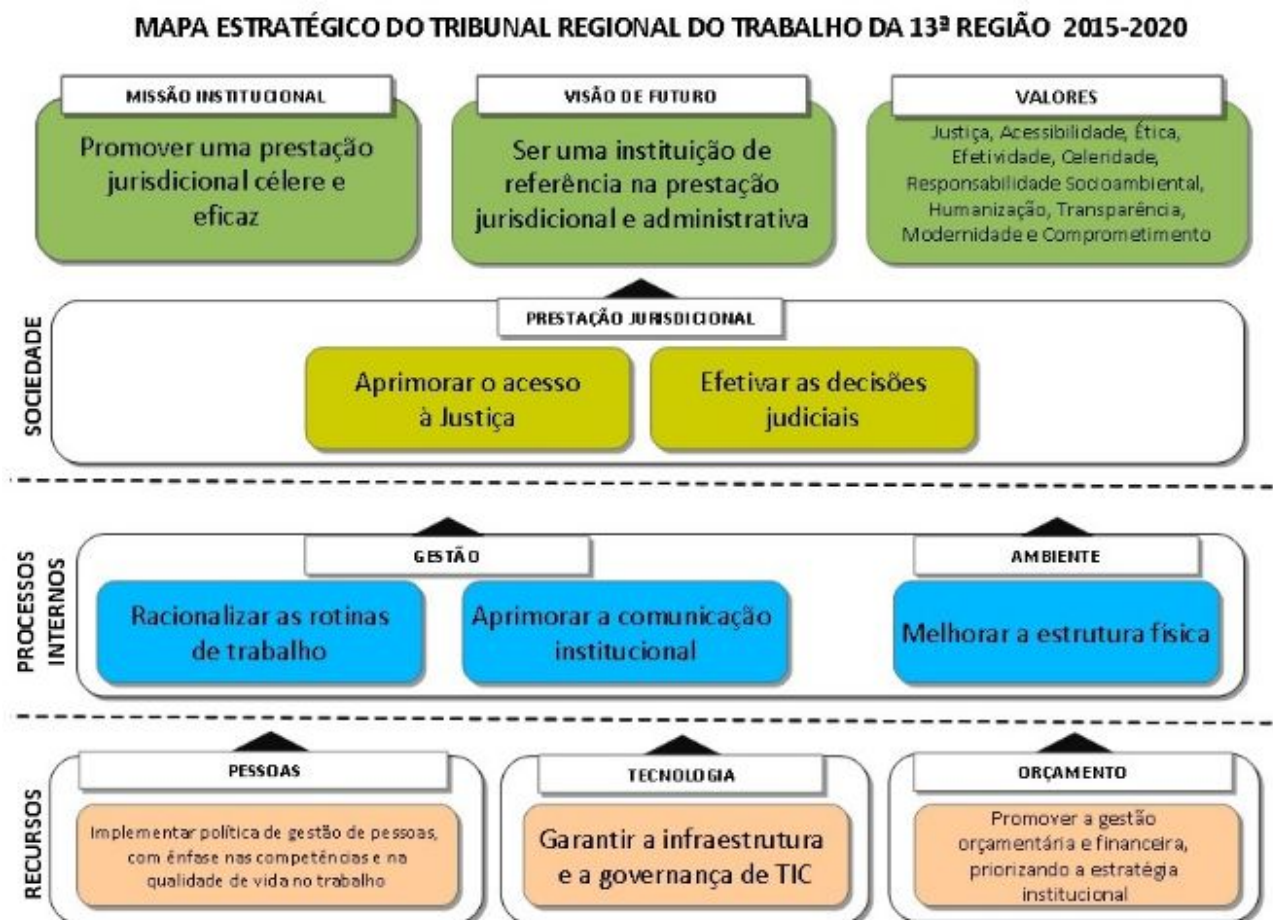 MAPA ESTRATÉGICO DO TRIBUNAL REGIONAL DO TRABALHO DA 13ª REGIÃO 2015-2020
MISSÃO INSTITUCIONAL
Promover uma prestação
jurisdicional célere e
eficaz
VISÃO DE FUTURO
Ser uma instituição de
referência na prestação
jurisdicional e administrativa
VALORES
Justiça, Acessibilidade, Ética,
Efetividade, Celeridade,
Responsabilidade Socioambiental,
Humanização, Transparência,
Modernidade e Comprometimento
SOCIEDADE
PRESTAÇÃO JURISDICIONAL
Aprimorar o acesso
à Justiça
Efetivar as decisões
judiciais
PROCESSOS
INTERNOS
GESTÃO
Racionalizar as rotinas
de trabalho
Aprimorar a comunicação
institucional
AMBIENTE
Melhorar a estrutura física
RECURSOS
PESSOAS
Implementar política de gestão de pessoas,
com ênfase nas competências e na
qualidade de vida no trabalho
TECNOLOGIA
Garantir a infraestrutura
e a governança de TIC
ORÇAMENTO
Promover a gestão
orçamentária e financeira,
priorizando a estratégia
institucional